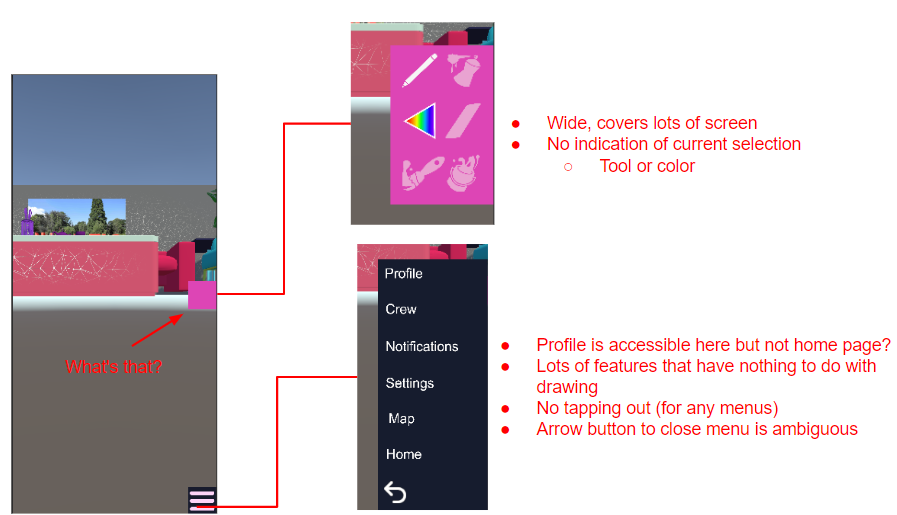 ● Wide, covers lots of screen
● No indication of current selection
○ Tool or color
What's that?
Profile
Crew
Notifications
Settings
Map
Home
● Profile is accessible here but not home page?
● Lots of features that have nothing to do with
drawing
● No tapping out (for any menus)
● Arrow button to close menu is ambiguous